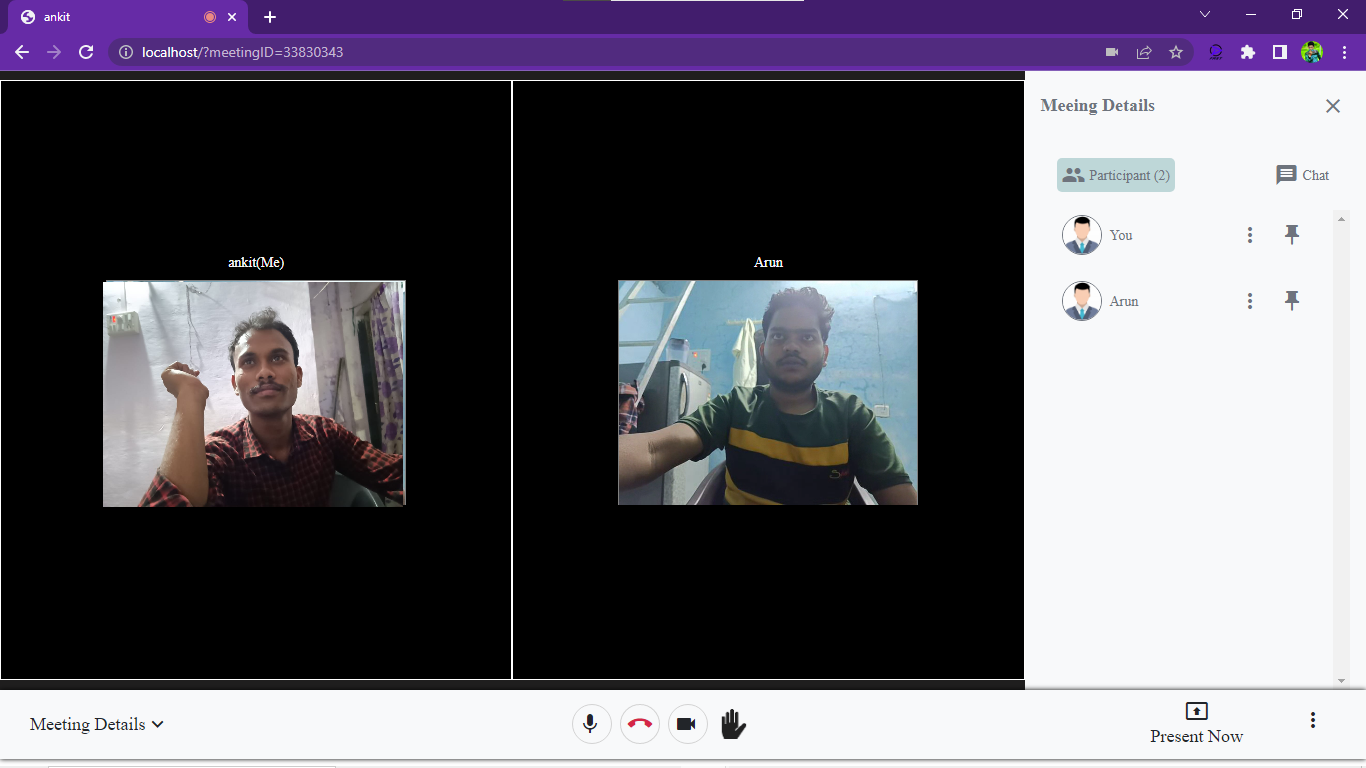 ankit
localhost/?meetingID=33830343
ankit(Me)
Arun
Meeing Details
Participant (2)
Chat
You
Arun
Meeting Details
Present Now